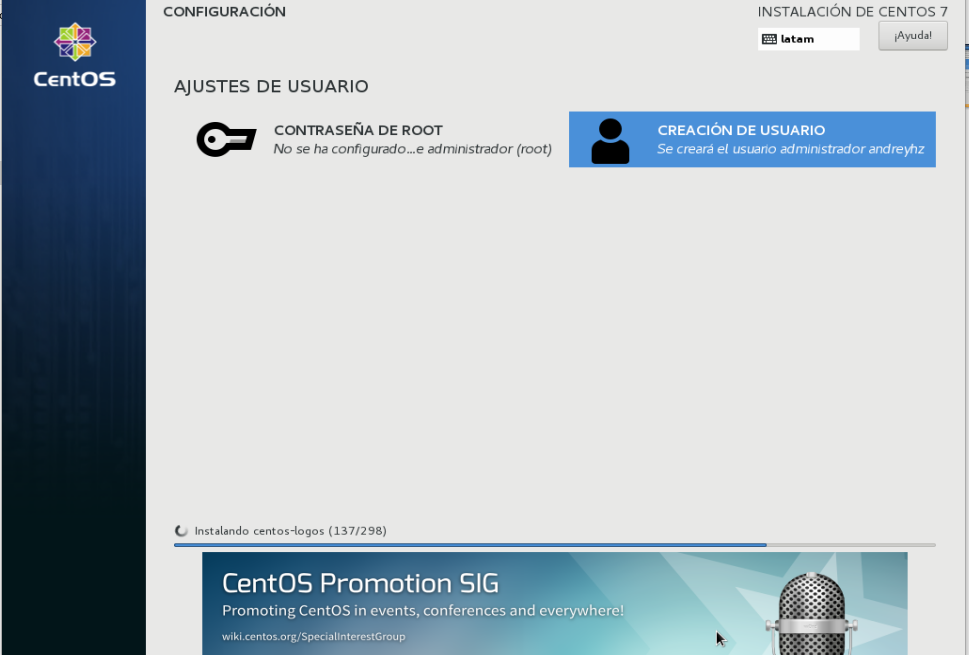 CONFIGURACIÓN
INSTALACIÓN DE CENTOS 7
latam
¡Ayuda!
CentOS
AJUSTES DE USUARIO
CONTRASEÑA DE ROOT
No se ha configurado...e administrador (root)
CREACIÓN DE USUARIO
Se creará el usuario administrador andreyhz
Instalando centos-logos (137/298)
CentOS Promotion SIG
Promoting CentOS in events, conferences and everywhere!
wiki.centos.org/SpecialInterestGroup